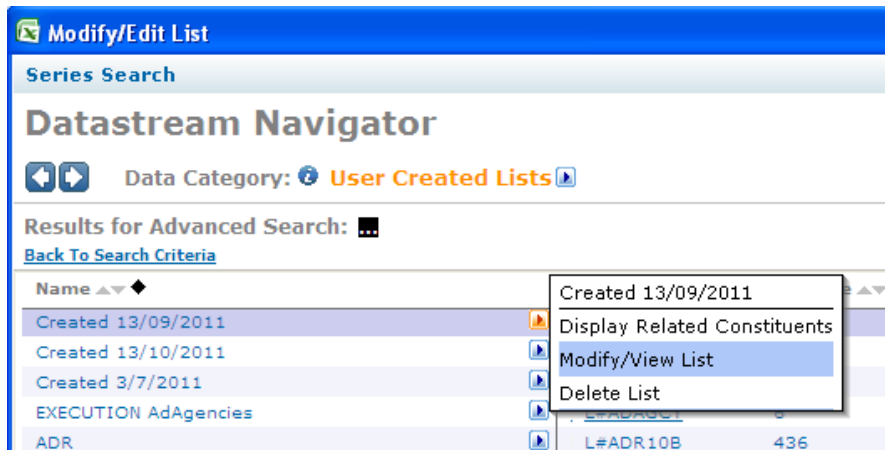 Modify/Edit List
Series Search
Datastream Navigator
Data Category: User Created Lists
Results for Advanced Search: ...
Back To Search Criteria
Name
Created 13/09/2011
Created 13/10/2011
Created 3/7/2011
EXECUTION AdAgencies
ADR
L#ADR10B 436
Created 13/09/2011
Display Related Constituents
Modify/View List
Delete List